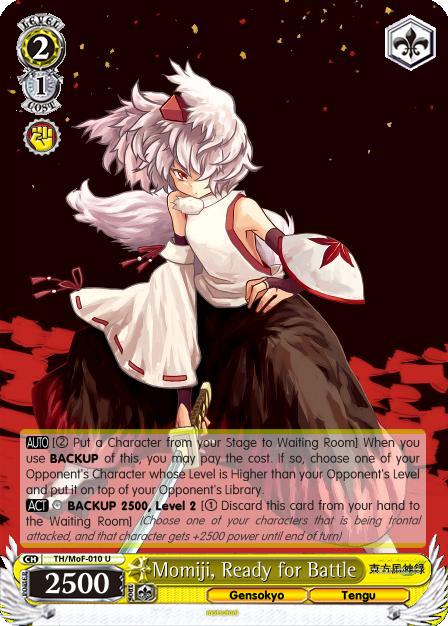 LEVEL
2
1
COST
AUTO [② Put a Character from your Stage to Waiting Room] When you
use BACKUP of this, you may pay the cost. If so, choose one of your
Opponent's Character whose Level is Higher than your Opponent's Level
and put it on top of your Opponent's Library.
ACT BACKUP 2500, Level 2 [① Discard this card from your hand to
the Waiting Room] (Choose one of your characters that is being frontal
attacked, and that character gets +2500 power until end of turn)
CH TH/MoF-010 U
POWER 2500 SOUL
Momiji, Ready for Battle
Gensokyo Tengu